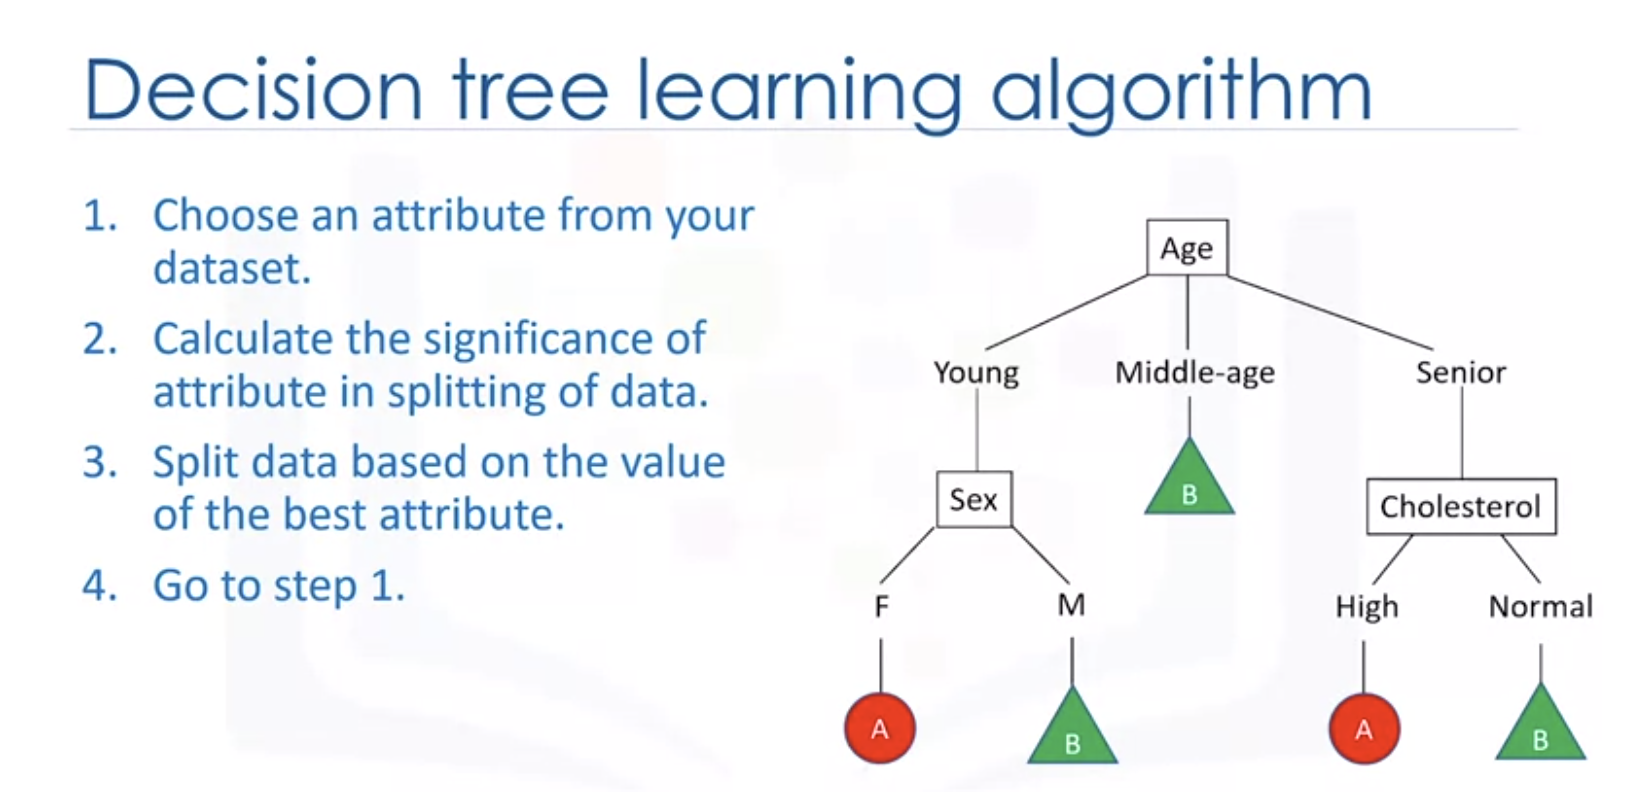 Decision tree learning algorithm
1. Choose an attribute from your
dataset.
2. Calculate the significance of
attribute in splitting of data.
3. Split data based on the value
of the best attribute.
4. Go to step 1.
Age
Young Middle-age Senior
B
Sex Cholesterol
F M High Normal
A B A B